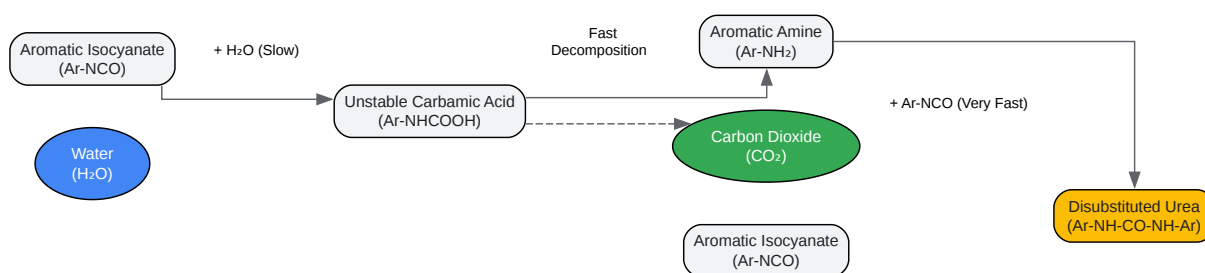 Aromatic Isocyanate
(Ar-NCO)
+ H₂O (Slow)
Unstable Carbamic Acid
(Ar-NHCOOH)
Water
(H₂O)
Fast
Decomposition
Aromatic Amine
(Ar-NH₂)
Carbon Dioxide
(CO₂)
+ Ar-NCO (Very Fast)
Aromatic Isocyanate
(Ar-NCO)
Disubstituted Urea
(Ar-NH-CO-NH-Ar)